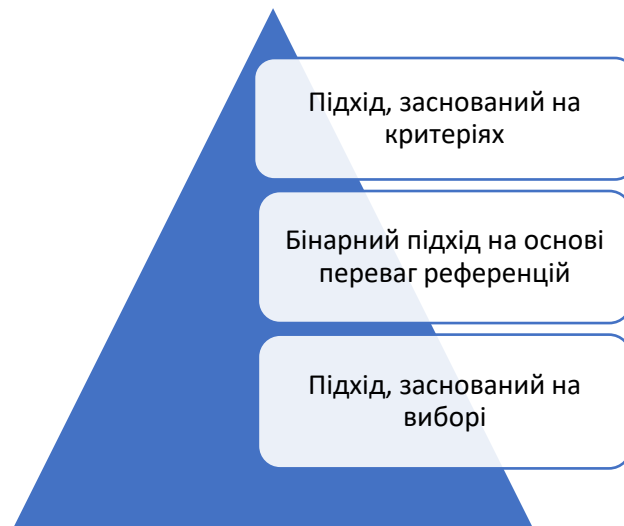 Підхід, заснований на
критеріях
Бінарний підхід на основі
переваг референцій
Підхід, заснований на
виборі